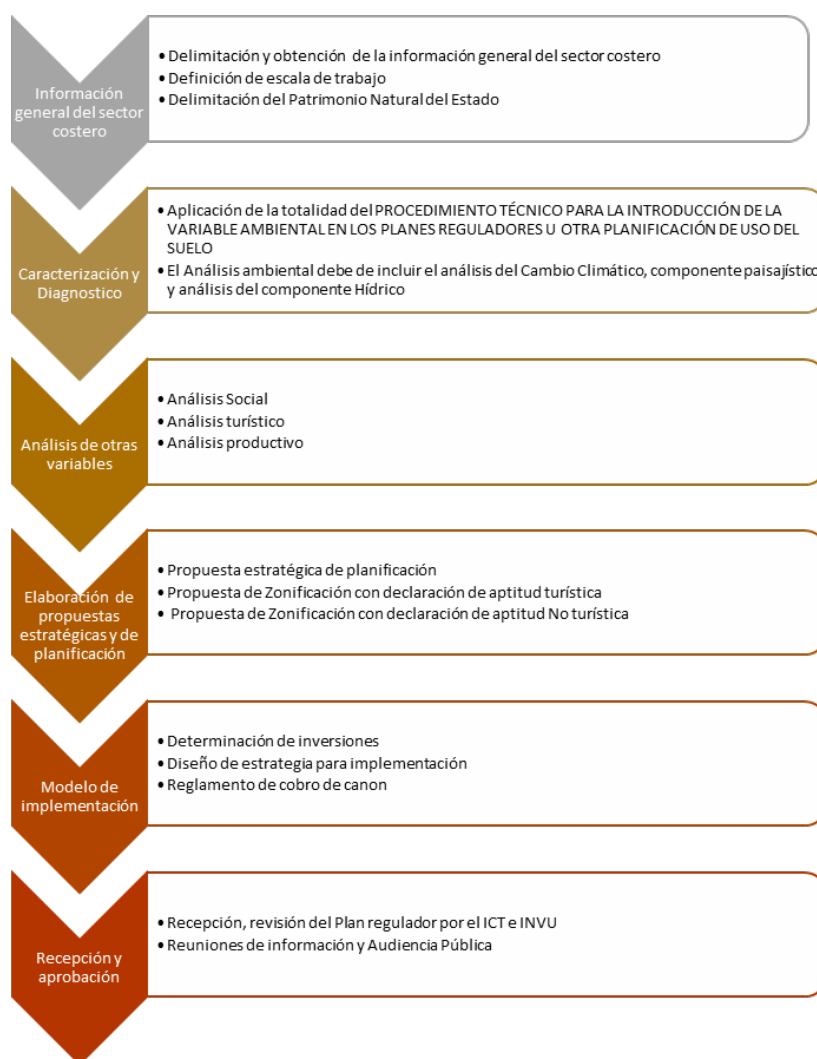 Información
general del sector
costero
• Delimitación y obtención de la información general del sector costero
• Definición de escala de trabajo
• Delimitación del Patrimonio Natural del Estado
Caracterización y
Diagnostico
• Aplicación de la totalidad del PROCEDIMIENTO TÉCNICO PARA LA INTRODUCCIÓN DE LA
VARIABLE AMBIENTAL EN LOS PLANES REGULADORES U OTRA PLANIFICACIÓN DE USO DEL
SUELO
• El Análisis ambiental debe de incluir el análisis del Cambio Climático, componente paisajístico
y análisis del componente Hídrico
Análisis de otras
variables
• Análisis Social
• Análisis turístico
• Análisis productivo
Elaboración de
propuestas
estratégicas y de
planificación
• Propuesta estratégica de planificación
• Propuesta de Zonificación con declaración de aptitud turística
• Propuesta de Zonificación con declaración de aptitud No turística
Modelo de
implementación
• Determinación de inversiones
• Diseño de estrategia para implementación
• Reglamento de cobro de canon
Recepción y
aprobación
• Recepción, revisión del Plan regulador por el ICT e INVU
• Reuniones de información y Audiencia Pública